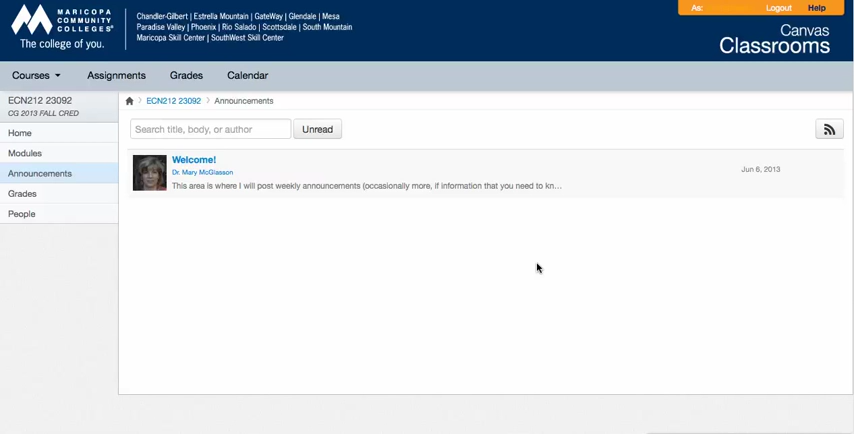 MARICOPA
COMMUNITY
COLLEGES®
The college of you.
Chandler-Gilbert | Estrella Mountain | GateWay | Glendale | Mesa
Paradise Valley | Phoenix | Rio Salado | Scottsdale | South Mountain
Maricopa Skill Center | SouthWest Skill Center
As:
Logout
Help
Canvas
Classrooms
Courses
Assignments
Grades
Calendar
ECN212 23092
CG 2013 FALL CRED
Home
Modules
Announcements
Grades
People
ECN212 23092
Announcements
Search title, body, or author
Unread
Welcome!
Dr. Mary McGlasson
Jun 6, 2013
This area is where I will post weekly announcements (occasionally more, if information that you need to kn...